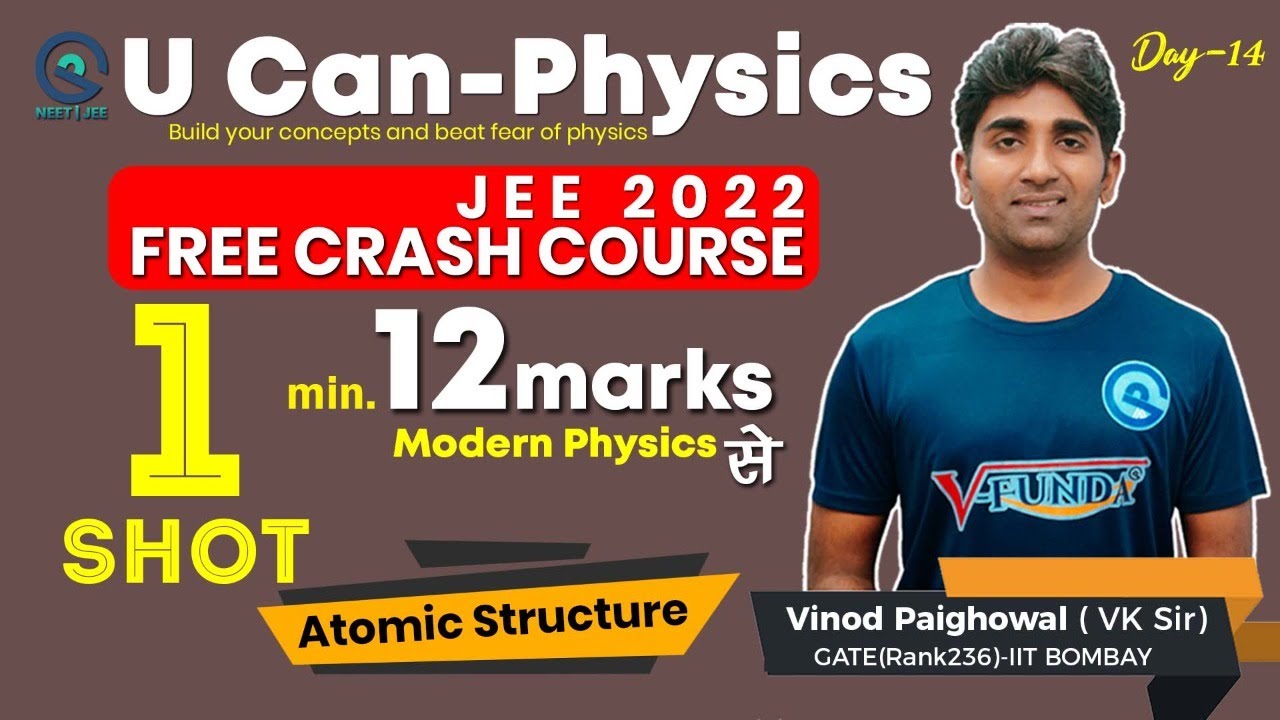 U Can-Physics
NEET | JEE
Build your concepts and beat fear of physics
Day-14
JEE 2022
FREE CRASH COURSE
1
SHOT
min. 12marks
Modern Physics से
V-FUNDA
Atomic Structure
Vinod Paighowal ( VK Sir)
GATE(Rank236)-IIT BOMBAY